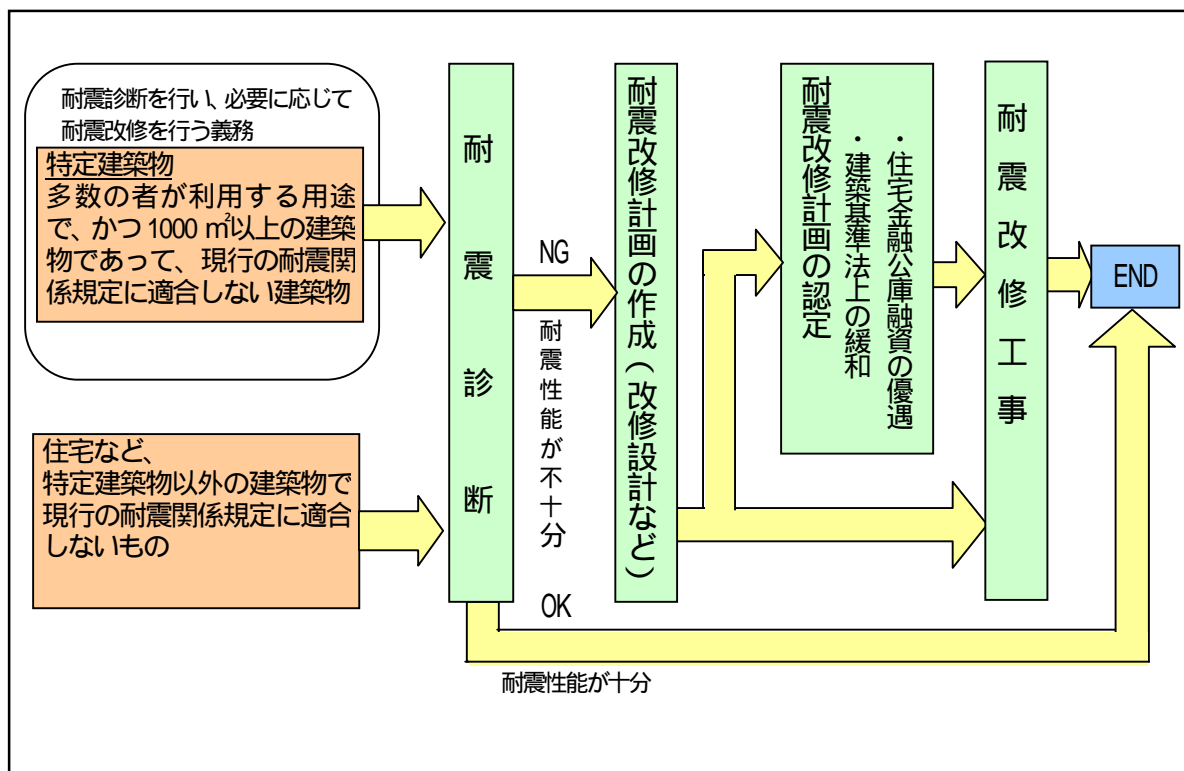 耐震診断を行い、必要に応じて
耐震改修を行う義務
特定建築物
多数の者が利用する用途
で、かつ1000㎡以上の建築
物であって、現行の耐震関
係規定に適合しない建築物
住宅など、
特定建築物以外の建築物で
現行の耐震関係規定に適合
しないもの
耐震診断
NG
耐震性能が不十分
OK
耐震性能が十分
耐震改修計画の作成(改修設計など)
耐震改修計画の認定
・建築基準法上の緩和
・住宅金融公庫融資の優遇
耐震改修工事
END